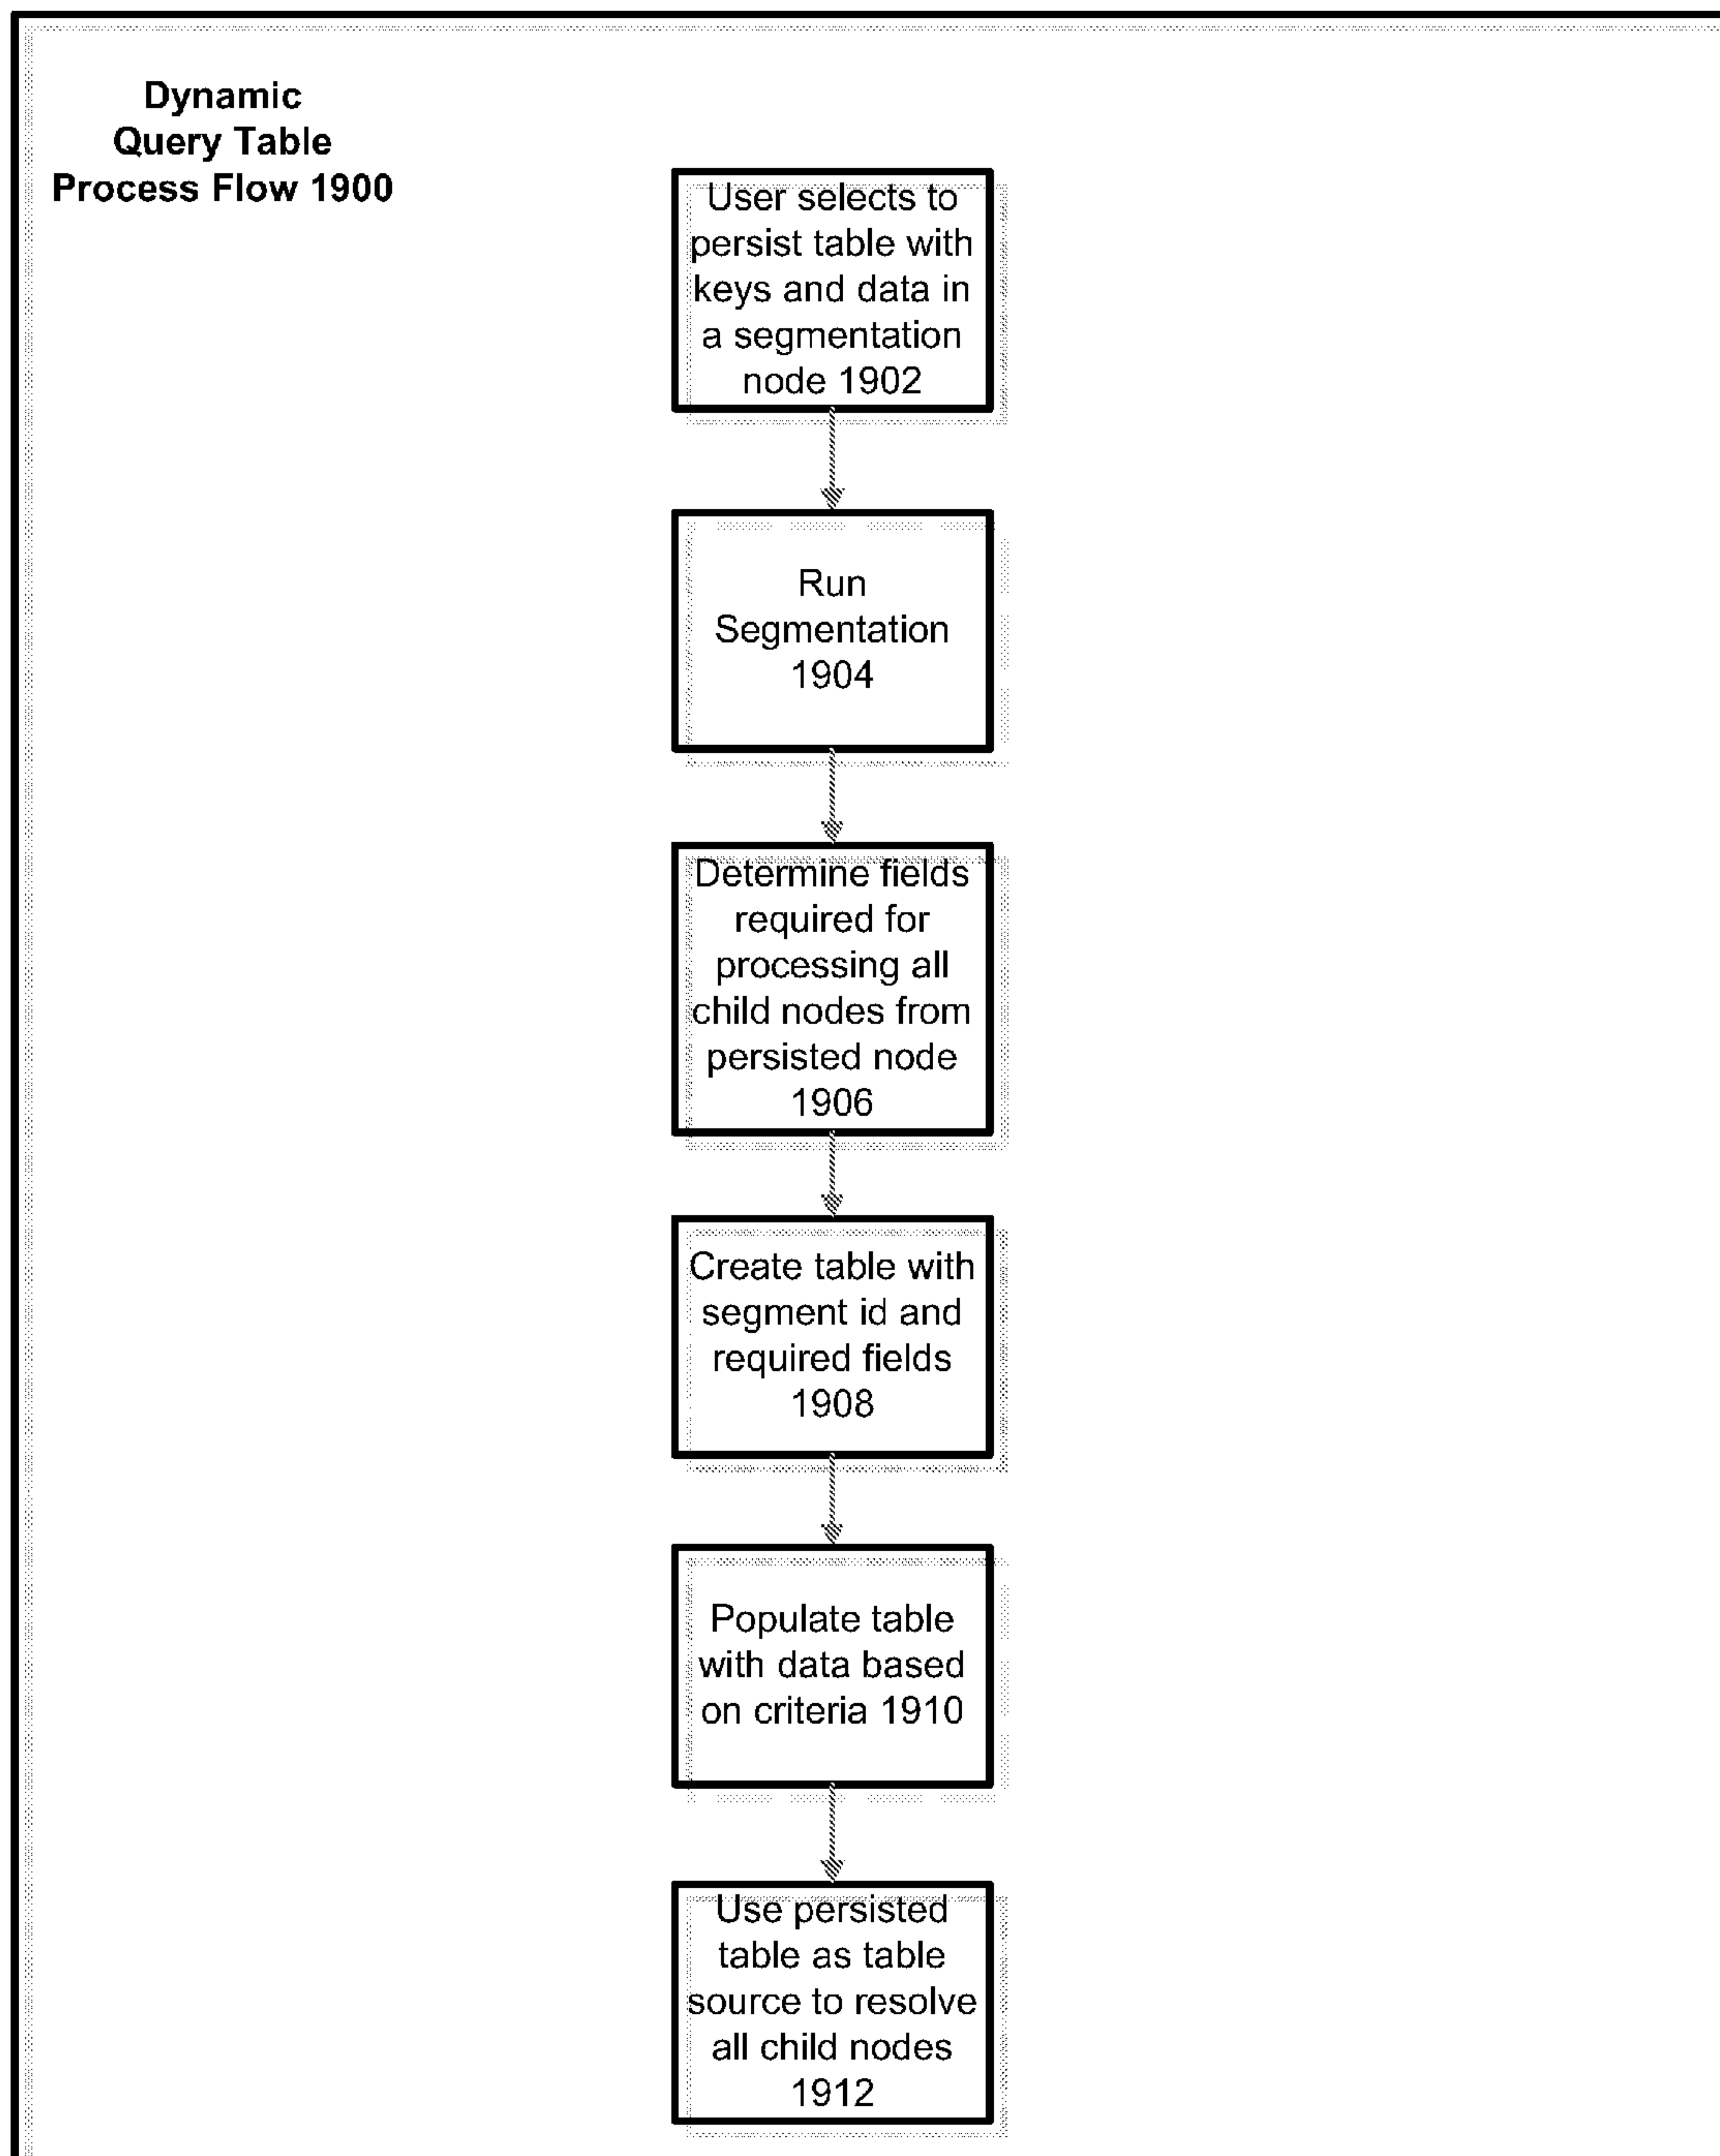 Dynamic
Query Table
Process Flow 1900
User selects to
persist table with
keys and data in
a segmentation
node 1902
Run
Segmentation
1904
Determine fields
required for
processing all
child nodes from
persisted node
1906
Create table with
segment id and
required fields
1908
Populate table
with data based
on criteria 1910
Use persisted
table as table
source to resolve
all child nodes
1912